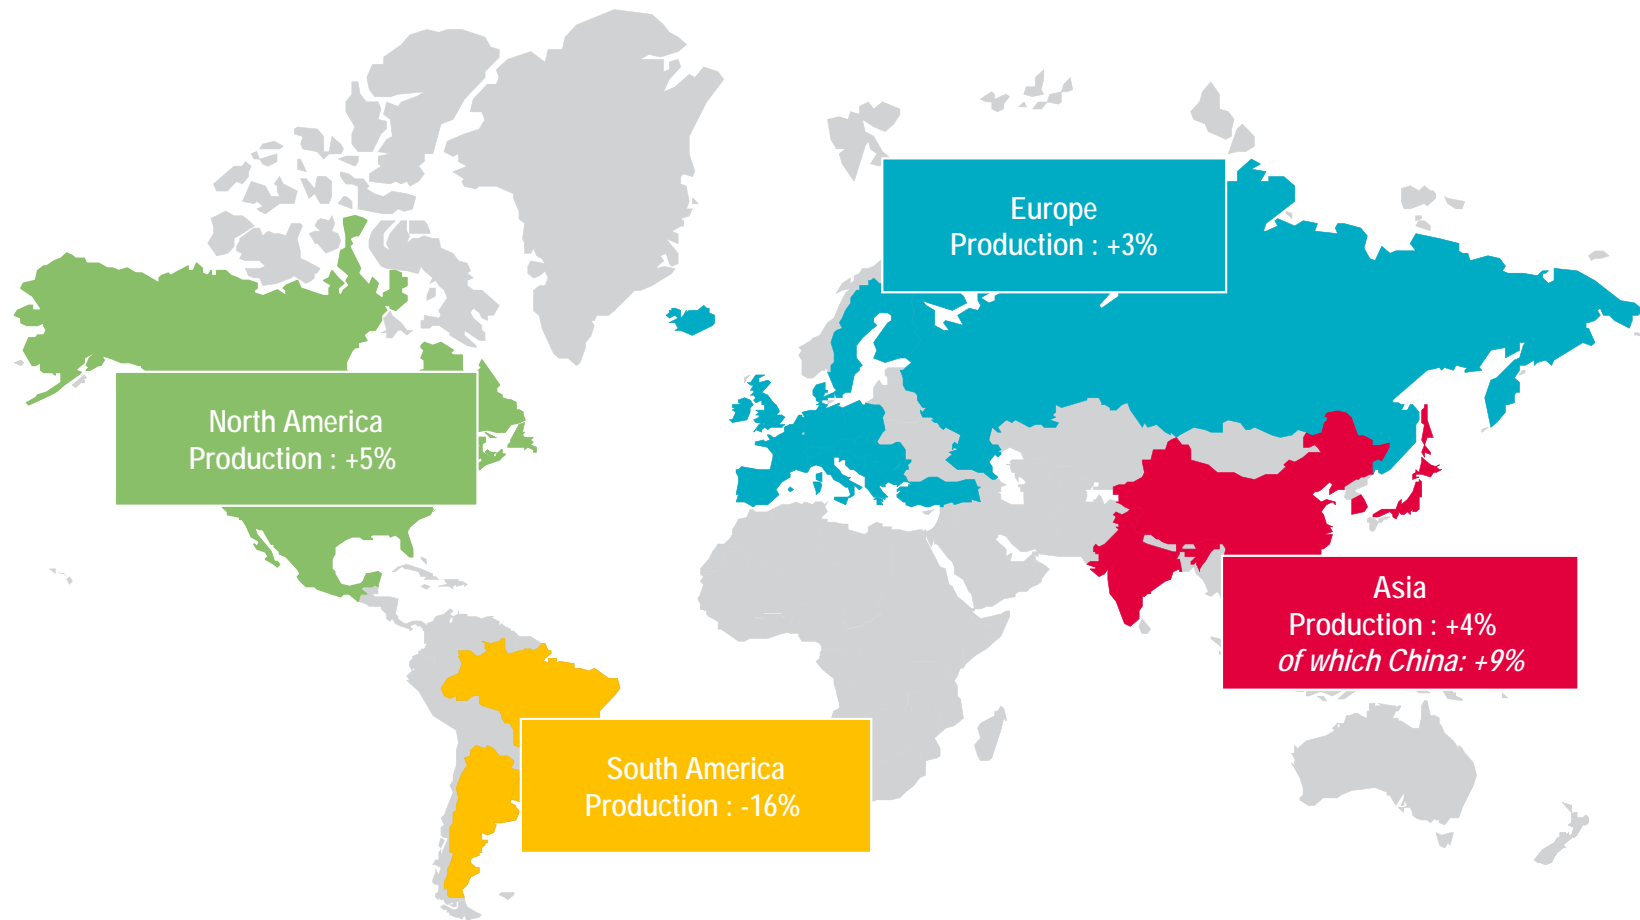 Europe
Production : +3%
North America
Production : +5%
Asia
Production : +4%
of which China: +9%
South America
Production : -16%